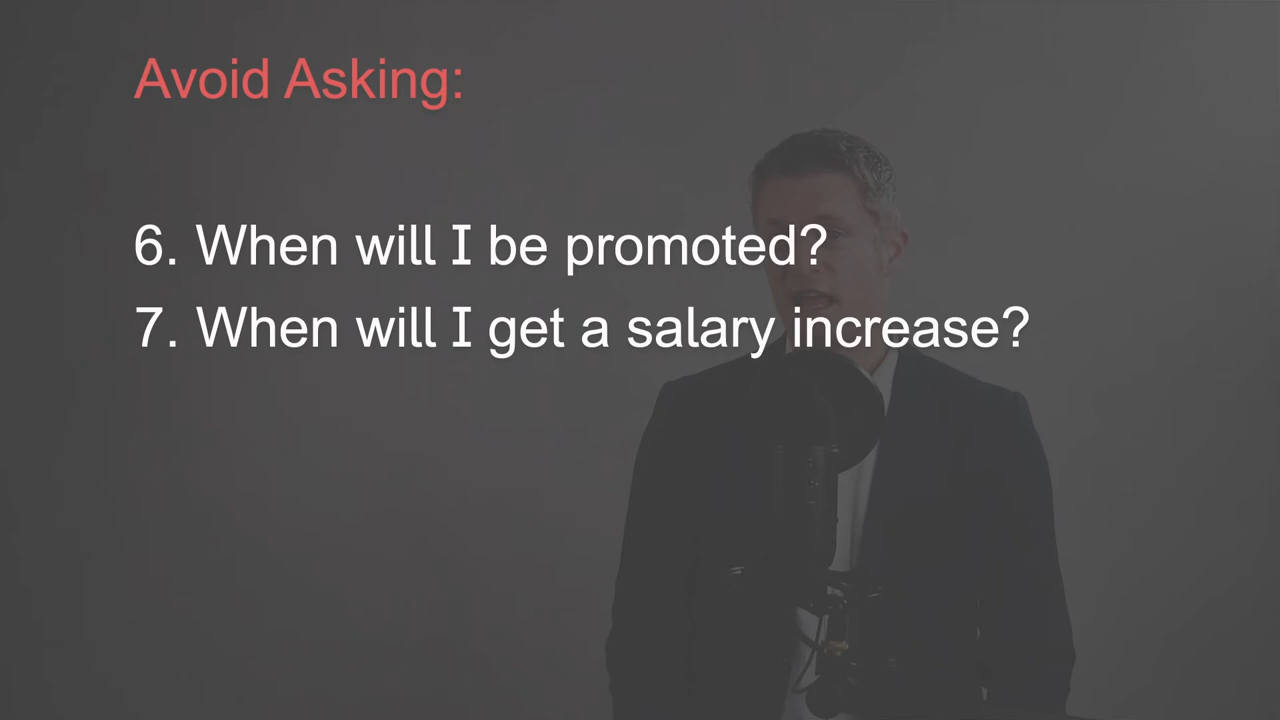 Avoid Asking:
6. When will I be promoted?
7. When will I get a salary increase?